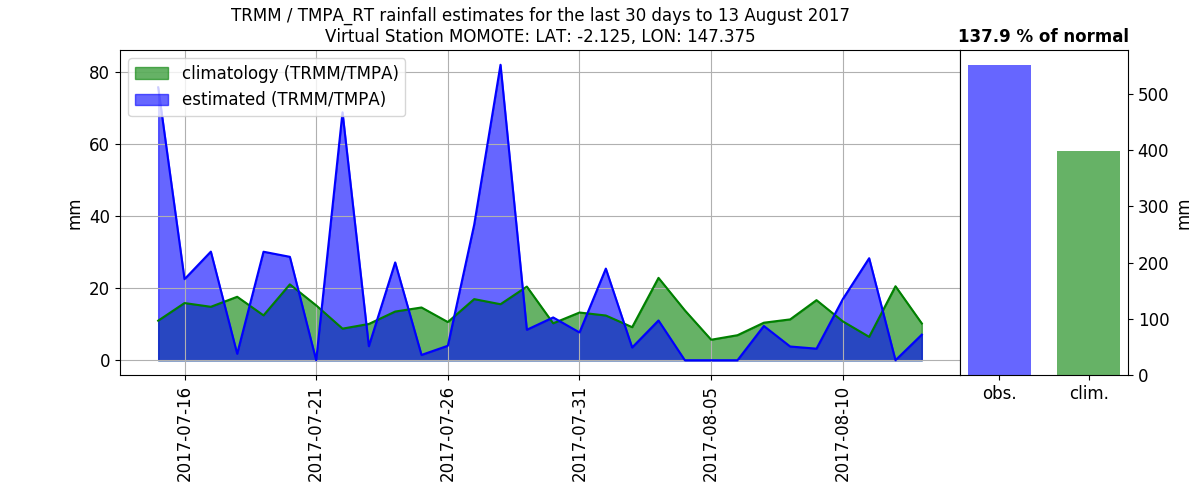 TRMM / TMPA_RT rainfall estimates for the last 30 days to 13 August 2017
Virtual Station MOMOTE: LAT: -2.125, LON: 147.375
137.9 % of normal
climatology (TRMM/TMPA)
estimated (TRMM/TMPA)
80
60
40
20
0
mm
2017-07-16
2017-07-21
2017-07-26
2017-07-31
2017-08-05
2017-08-10
500
400
300
200
100
0
mm
obs.
clim.